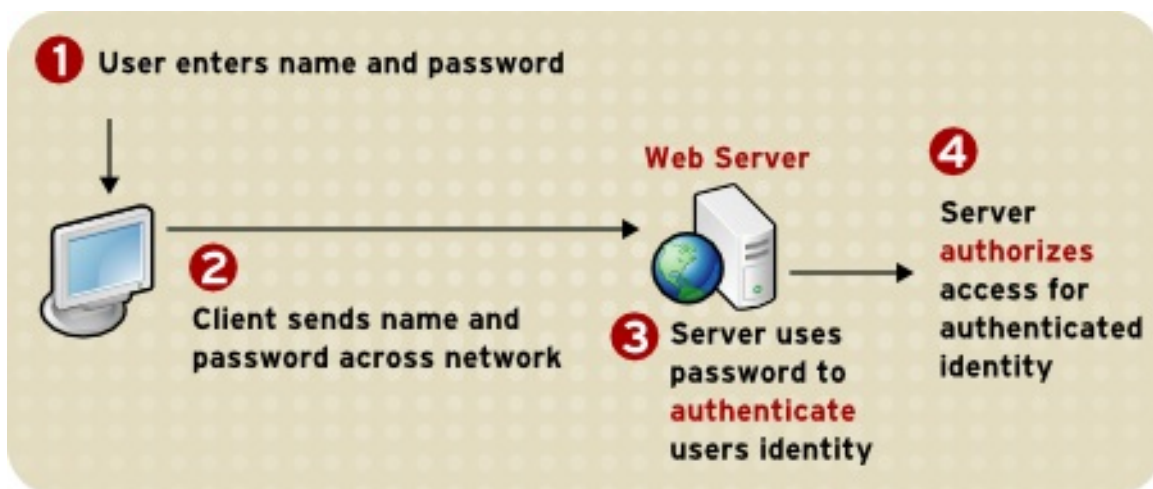 1 User enters name and password
2
Client sends name and
password across network
Web Server
3 Server uses
password to
authenticate
users identity
4
Server
authorizes
access for
authenticated
identity